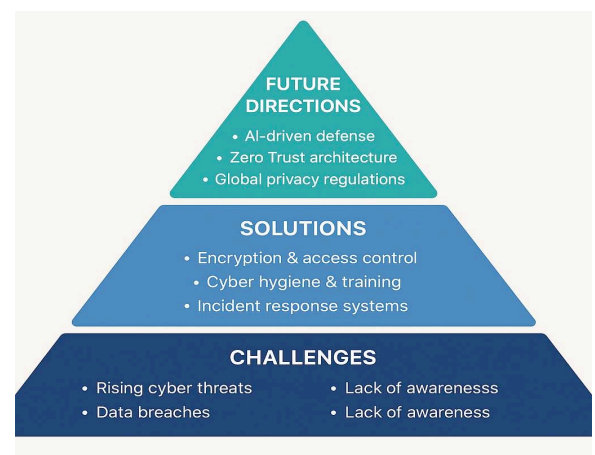 FUTURE
DIRECTIONS
• AI-driven defense
• Zero Trust architecture
• Global privacy regulations
SOLUTIONS
• Encryption & access control
• Cyber hygiene & training
• Incident response systems
CHALLENGES
• Rising cyber threats
• Data breaches
• Lack of awarenesss
• Lack of awareness